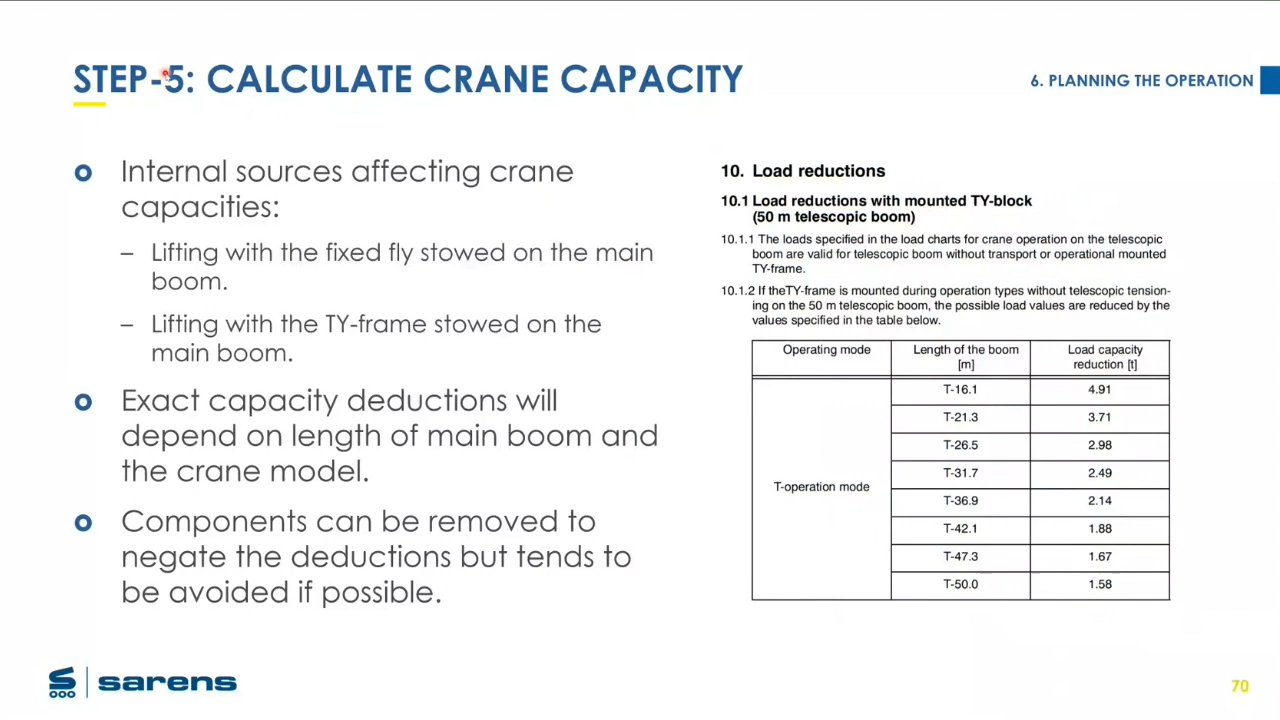 STEP-5: CALCULATE CRANE CAPACITY
6. PLANNING THE OPERATION
Internal sources affecting crane
capacities:
– Lifting with the fixed fly stowed on the main
boom.
– Lifting with the TY-frame stowed on the
main boom.
Exact capacity deductions will
depend on length of main boom and
the crane model.
Components can be removed to
negate the deductions but tends to
be avoided if possible.
10. Load reductions
10.1 Load reductions with mounted TY-block
(50 m telescopic boom)
10.1.1 The loads specified in the load charts for crane operation on the telescopic
boom are valid for telescopic boom without transport or operational mounted
TY-frame.
10.1.2 If theTY-frame is mounted during operation types without telescopic tension-
ing on the 50 m telescopic boom, the possible load values are reduced by the
values specified in the table below.
Operating mode Length of the boom [m] Load capacity reduction [t]
T-operation mode
T-16.1 4.91
T-21.3 3.71
T-26.5 2.98
T-31.7 2.49
T-36.9 2.14
T-42.1 1.88
T-47.3 1.67
T-50.0 1.58
sarens
70